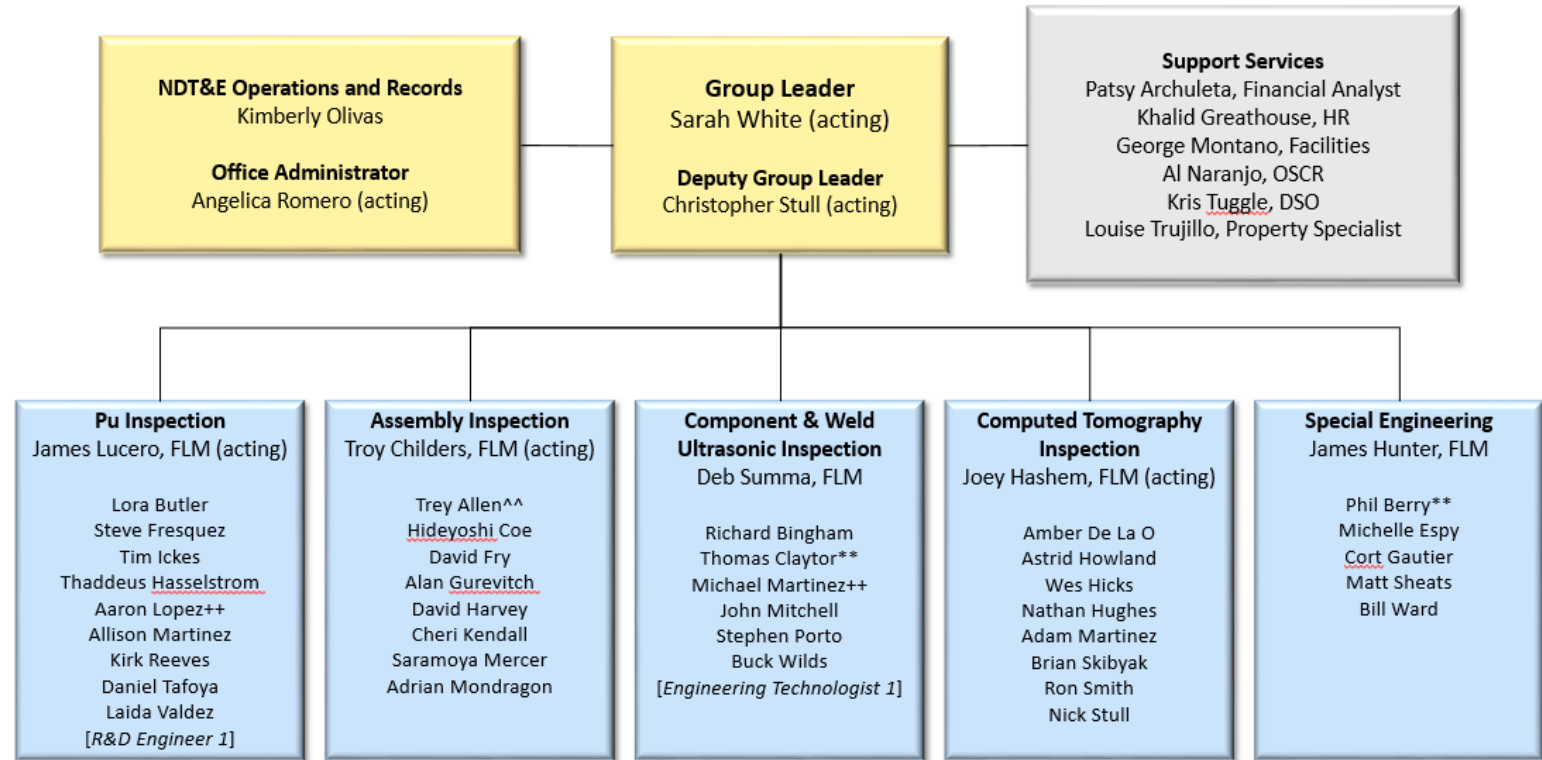 NDT&E Operations and Records
Kimberly Olivas
Office Administrator
Angelica Romero (acting)
Group Leader
Sarah White (acting)
Deputy Group Leader
Christopher Stull (acting)
Support Services
Patsy Archuleta, Financial Analyst
Khalid Greathouse, HR
George Montano, Facilities
Al Naranjo, OSCR
Kris Tuggle, DSO
Louise Trujillo, Property Specialist
Pu Inspection
James Lucero, FLM (acting)
Lora Butler
Steve Fresquez
Tim Ickes
Thaddeus Hasselstrom
Aaron Lopez++
Allison Martinez
Kirk Reeves
Daniel Tafoya
Laida Valdez
[R&D Engineer 1]
Assembly Inspection
Troy Childers, FLM (acting)
Trey Allen^^
Hideyoshi Coe
David Fry
Alan Gurevitch
David Harvey
Cheri Kendall
Saramoya Mercer
Adrian Mondragon
Component & Weld
Ultrasonic Inspection
Deb Summa, FLM
Richard Bingham
Thomas Claytor**
Michael Martinez++
John Mitchell
Stephen Porto
Buck Wilds
[Engineering Technologist 1]
Computed Tomography
Inspection
Joey Hashem, FLM (acting)
Amber De La O
Astrid Howland
Wes Hicks
Nathan Hughes
Adam Martinez
Brian Skibyak
Ron Smith
Nick Stull
Special Engineering
James Hunter, FLM
Phil Berry**
Michelle Espy
Cort Gautier
Matt Sheats
Bill Ward